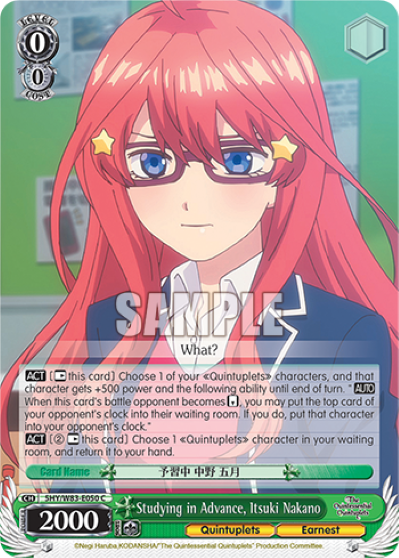 LEVEL
0
0
COST
SAMPLE
What?
ACT [this card] Choose 1 of your «Quintuplets» characters, and that
character gets +500 power and the following ability until end of turn. "AUTO
When this card's battle opponent becomes , you may put the top card
of your opponent's clock into their waiting room. If you do, put that character
into your opponent's clock."
ACT [② this card] Choose 1 «Quintuplets» character in your waiting
room, and return it to your hand.
Card Name
予習中 中野 五月
CH 5HY/W83-E050 C
Studying in Advance, Itsuki Nakano
The Quintessential Quintuplets
2000
Quintuplets
Earnest
©Negi Haruba,KODANSHA/"The Quintessential Quintuplets" Production Committee